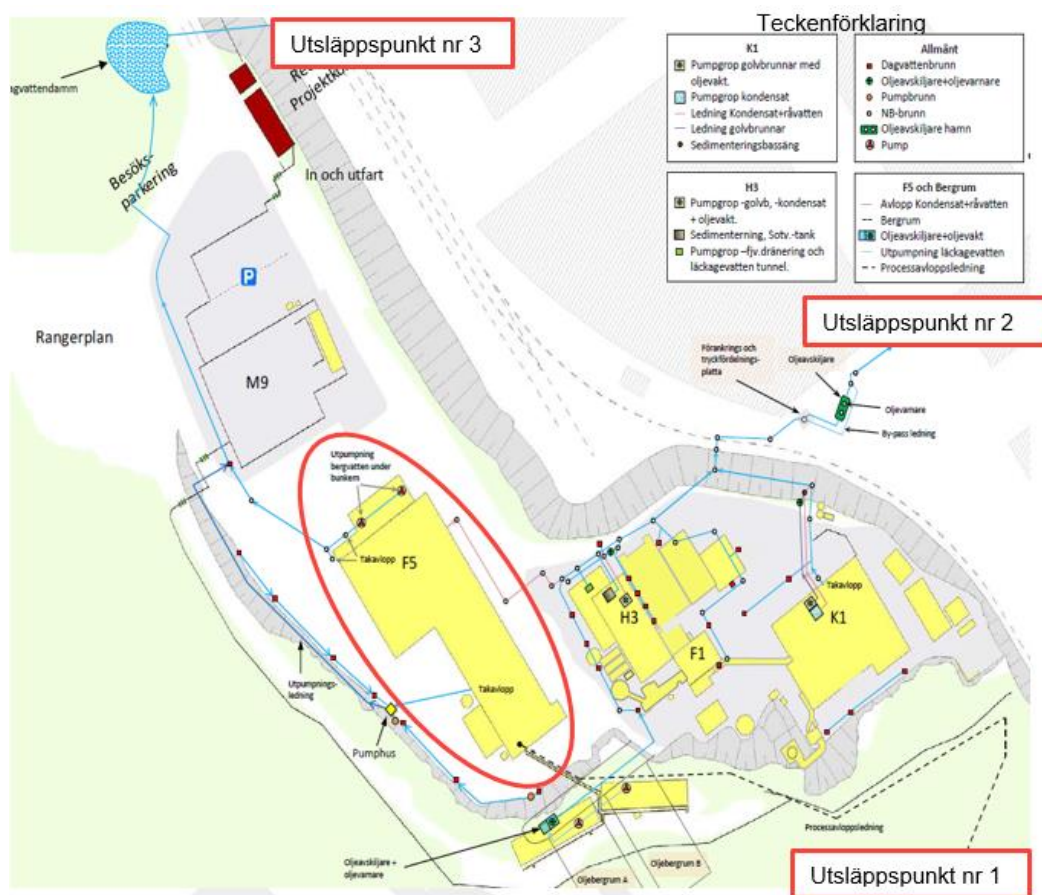 Teckenförklaring
K1
Pumpgrop golvbrunnar med
oljevakt.
Pumpgrop kondensat
Ledning Kondensat+råvatten
Ledning golvbrunnar
Sedimenteringsbassäng
Allmänt
Dagvattenbrunn
Oljeavskiljare+oljevarnare
Pumpbrunn
NB-brunn
Oljeavskiljare hamn
Pump
H3
Pumpgrop -golvb, -kondensat
+ oljevakt.
Sedimenterning, Sotv.-tank
Pumpgrop –fjv.dränering och
läckagevatten tunnel.
F5 och Bergrum
Avlopp Kondensat+råvatten
Bergrum
Oljeavskiljare+oljevakt
Utpumpning läckagevatten
Processavloppsledning
Utsläppspunkt nr 3
agvattendamm
Besöks-
parkering
In och utfart
P
Rangerplan
M9
Utsläppspunkt nr 2
Förankrings och
tryckfördelnings-
platta
Oljeavskiljare
Oljevarnare
By-pass ledning
Utpumpning
bergvatten under
bunkern
Takavlopp
F5
Takavlopp
H3
F1
K1
Takavlopp
Utpumpnings-
ledning
Pumphus
Oljeavskiljare +
oljevarnare
Oljebergrum A
Oljebergrum B
Processavloppsledning
Utsläppspunkt nr 1